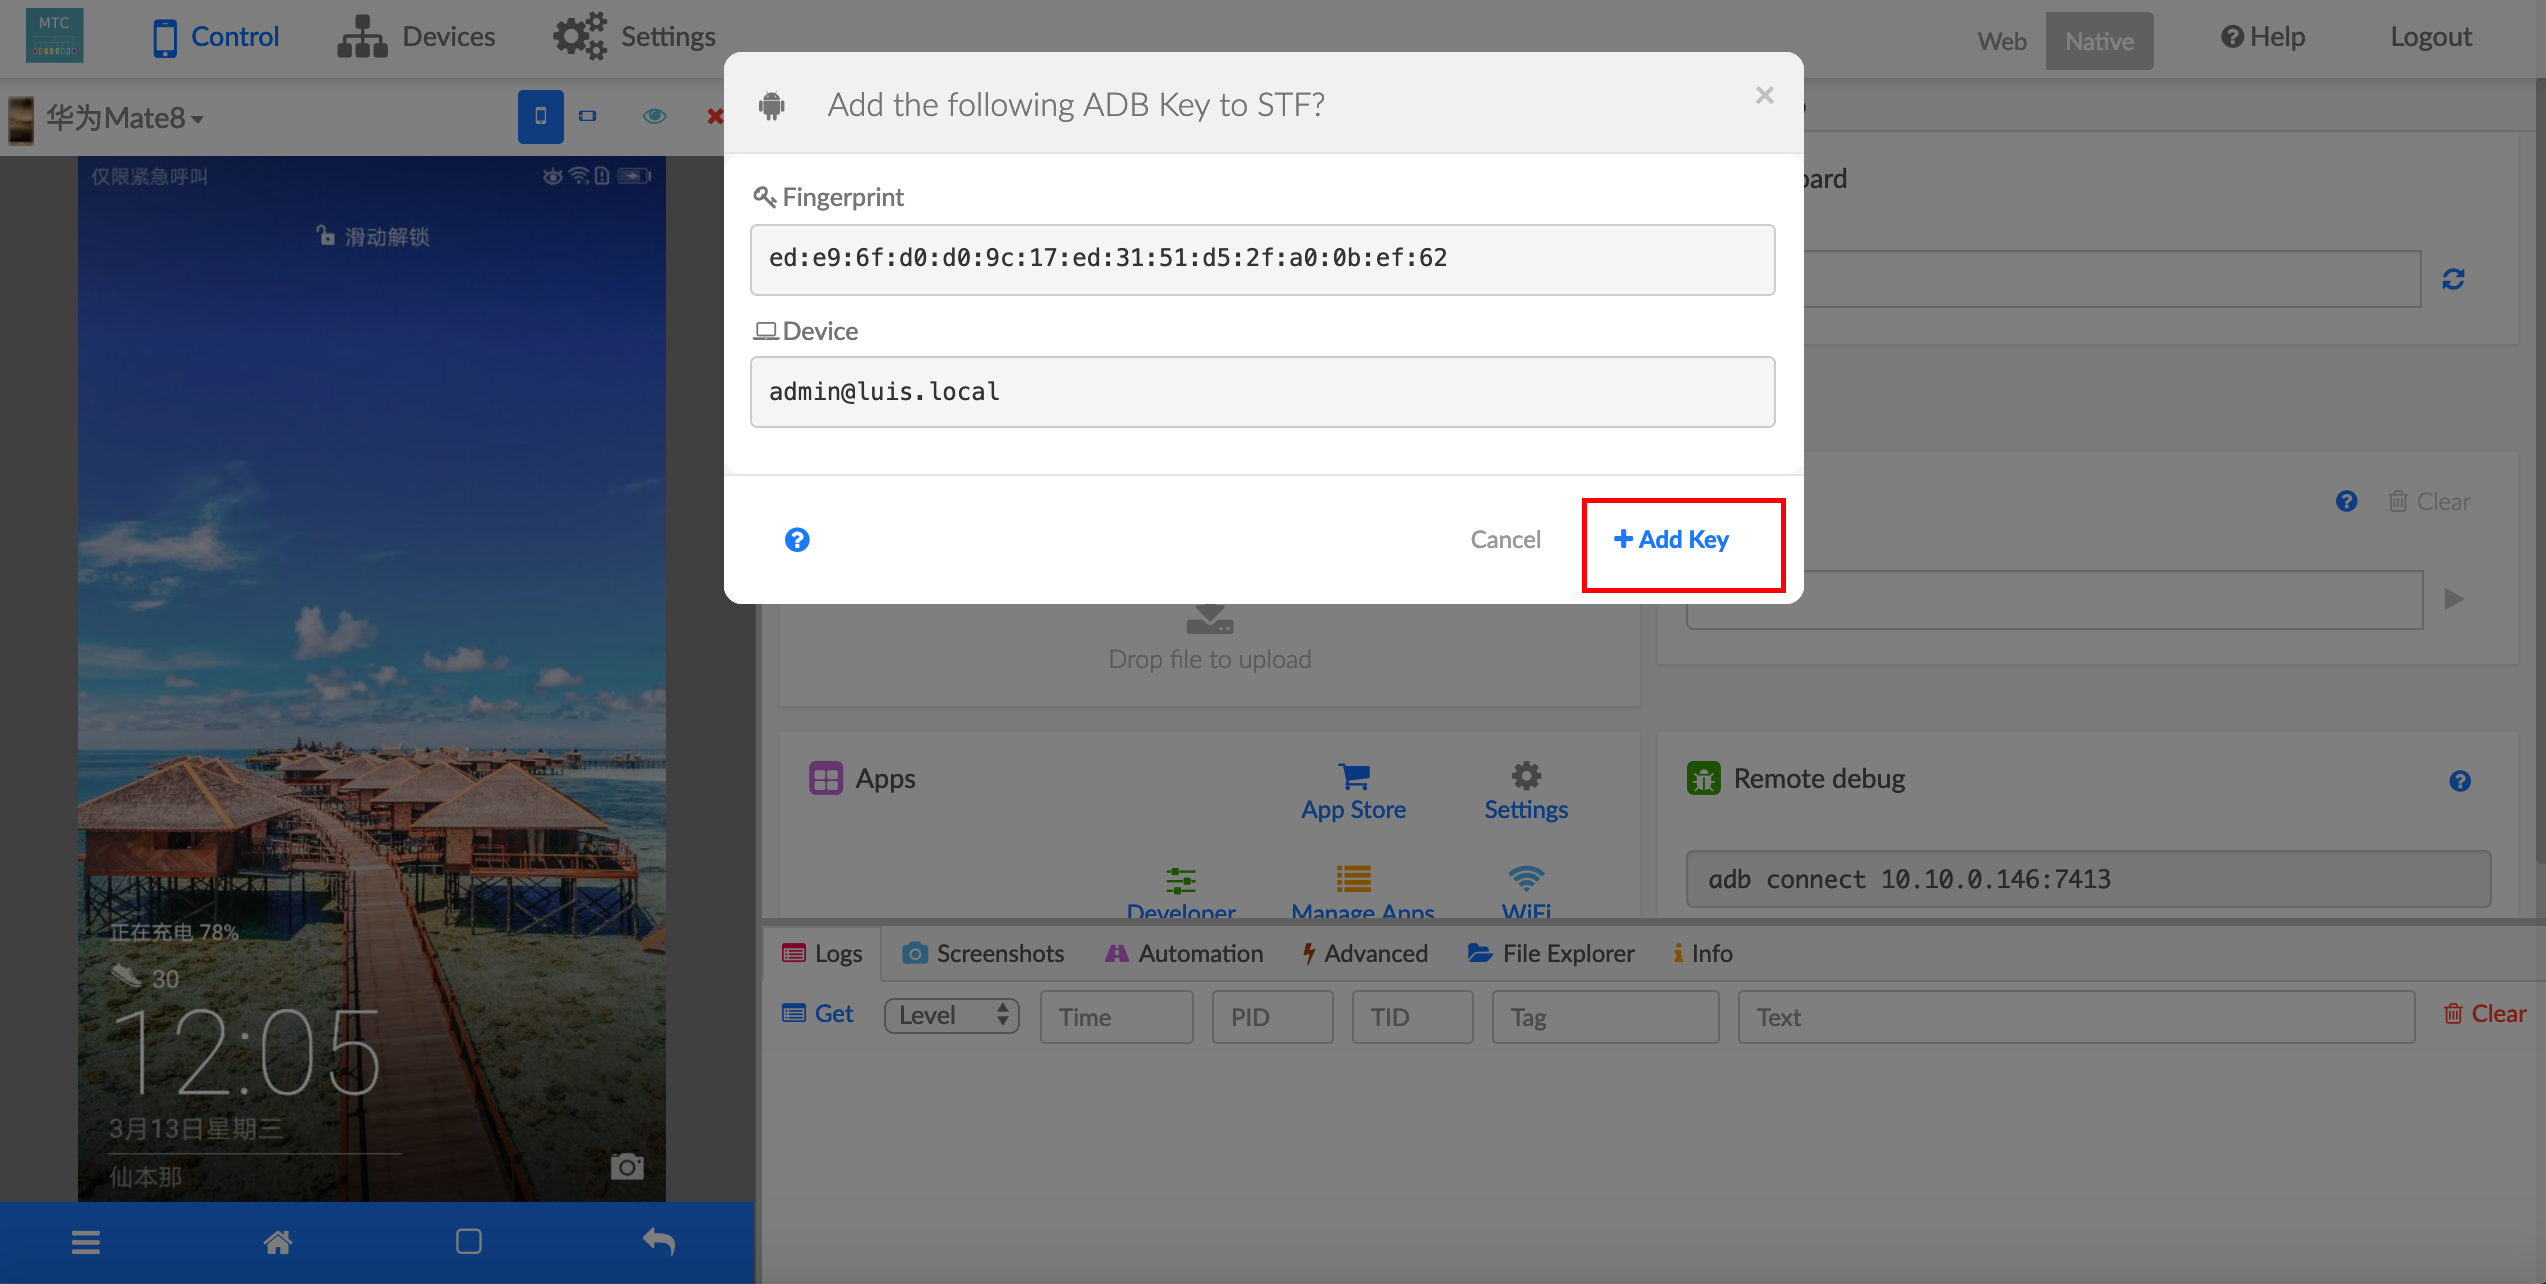 MTC
Control
Devices
Settings
Web
Native
Help
Logout
华为Mate8
仅限紧急呼叫
滑动解锁
正在充电 78%
30
12:05
3月13日星期三
仙本那
Add the following ADB Key to STF?
×
Fingerprint
ed:e9:6f:d0:d0:9c:17:ed:31:51:d5:2f:a0:0b:ef:62
Device
admin@luis.local
Cancel
Add Key
Clear
Drop file to upload
Apps
App Store
Settings
Developer
Manage Apps
WiFi
Remote debug
adb connect 10.10.0.146:7413
Logs
Screenshots
Automation
Advanced
File Explorer
Info
Get
Level
Time
PID
TID
Tag
Text
Clear